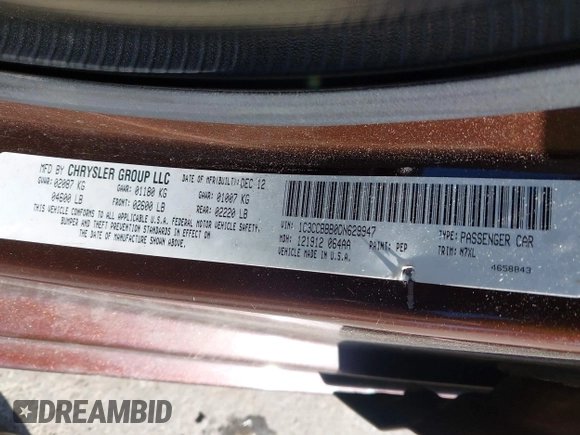 MFD BY CHRYSLER GROUP LLC
DATE OF MFR(BUILT)/DEC 12
GVWR: 02087 KG
GAWR: 01180 KG
GAWR: 01007 KG
04600 LB
FRONT: 02600 LB
REAR: 02220 LB
THIS VEHICLE CONFORMS TO ALL APPLICABLE U.S.A. FEDERAL MOTOR VEHICLE SAFETY,
BUMPER AND THEFT PREVENTION STANDARDS IN EFFECT ON
THE DATE OF MANUFACTURE SHOWN ABOVE.
VIN: 1C3CCBBB0CN629947
TYPE: PASSENGER CAR
MDH: 121912 064AA
PAINT: PEP
TRIM: M7XL
VEHICLE MADE IN U.S.A.
4658843
DREAMBID